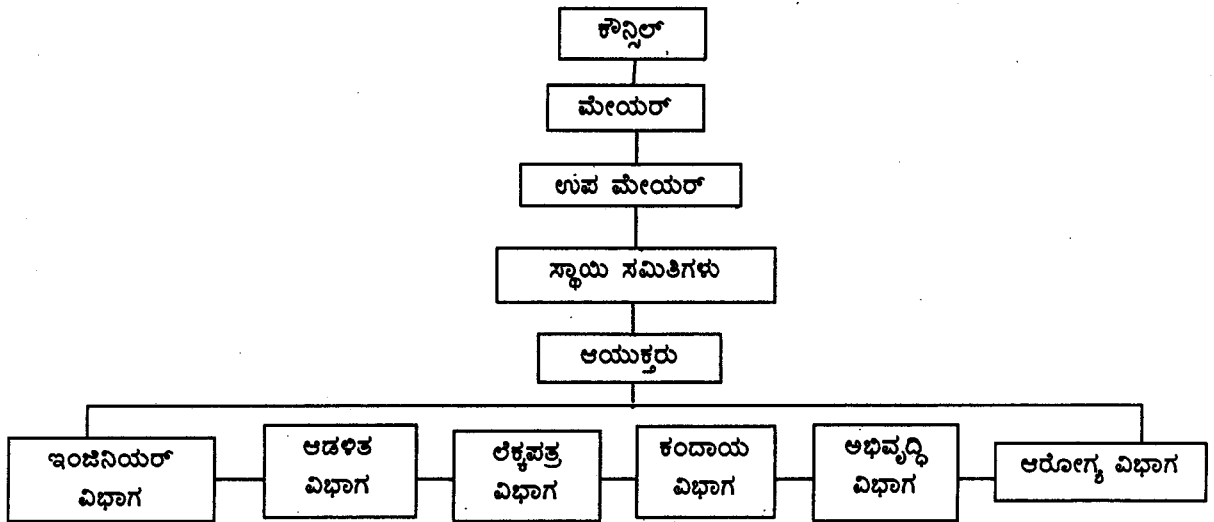 ಕೌನ್ಸಿಲ್
ಮೇಯರ್
ಉಪ ಮೇಯರ್
ಸ್ಥಾಯಿ ಸಮಿತಿಗಳು
ಆಯುಕ್ತರು
ಇಂಜಿನಿಯರ್
ವಿಭಾಗ
ಆಡಳಿತ
ವಿಭಾಗ
ಲೆಕ್ಕಪತ್ರ
ವಿಭಾಗ
ಕಂದಾಯ
ವಿಭಾಗ
ಅಭಿವೃದ್ಧಿ
ವಿಭಾಗ
ಆರೋಗ್ಯ ವಿಭಾಗ